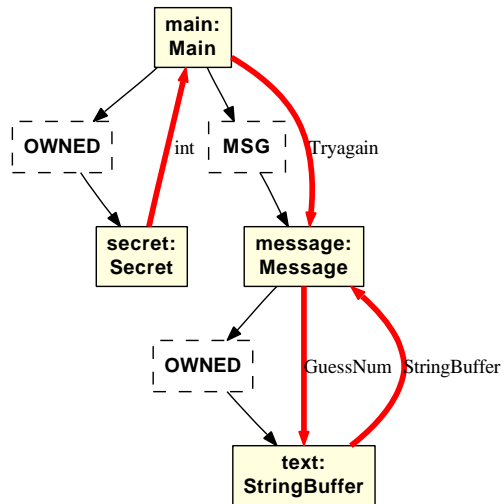 main:
Main
OWNED
MSG
int
Tryagain
secret:
Secret
message:
Message
OWNED
GuessNum
StringBuffer
text:
StringBuffer